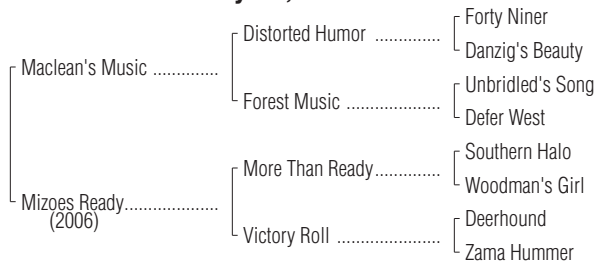 Forty Niner
Distorted Humor ..............
Danzig's Beauty
Maclean's Music ..............
Unbridled's Song
Forest Music ....................
Defer West
Southern Halo
More Than Ready..............
Woodman's Girl
Mizoes Ready....................
(2006)
Deerhound
Victory Roll ......................
Zama Hummer